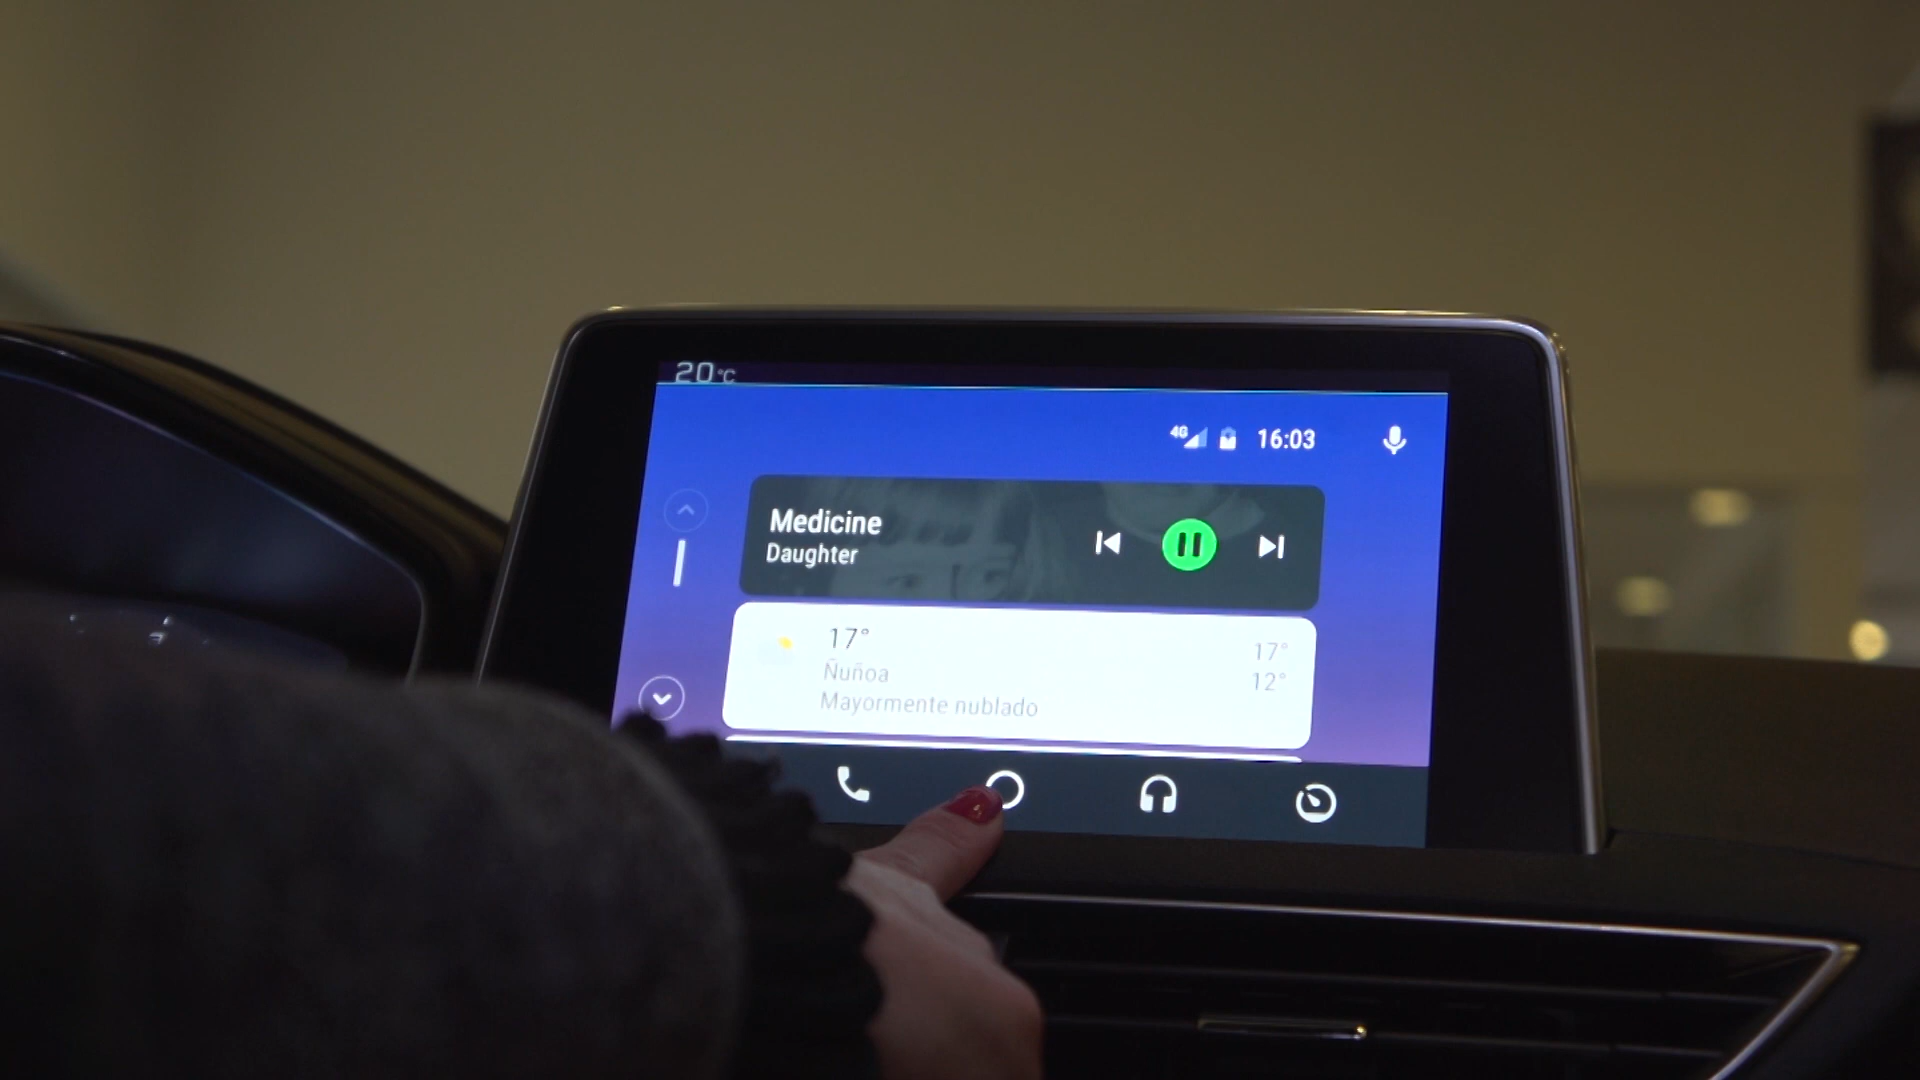 20°C
4G 16:03
Medicine
Daughter
17°
Ñuñoa
Mayormente nublado
17°
12°